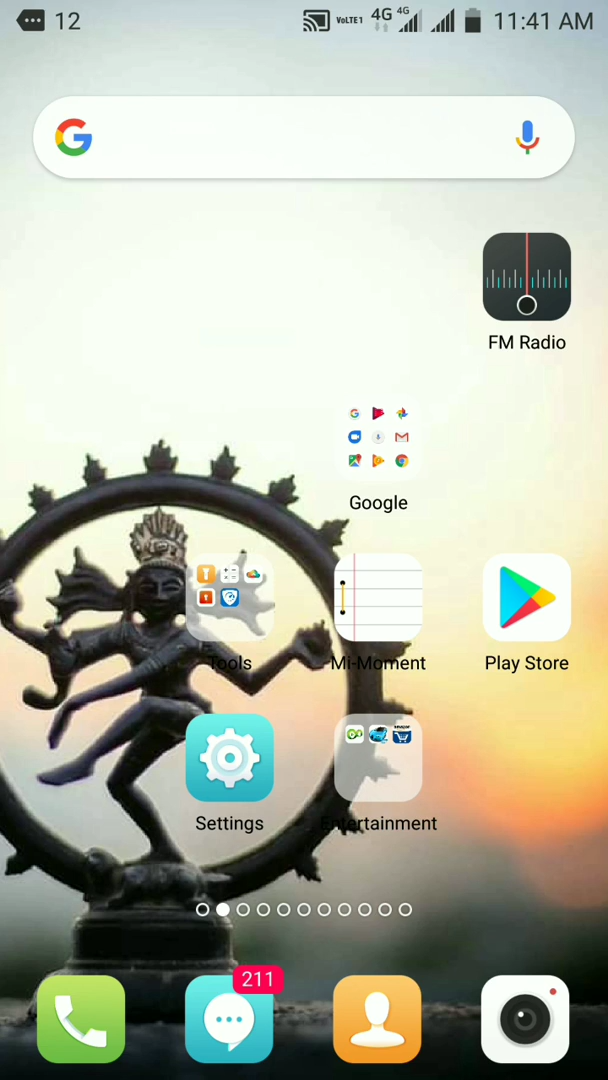 12 VoLTE1 4G 4G 11:41 AM
FM Radio
Google
Tools Mi-Moment Play Store
Settings Entertainment
211